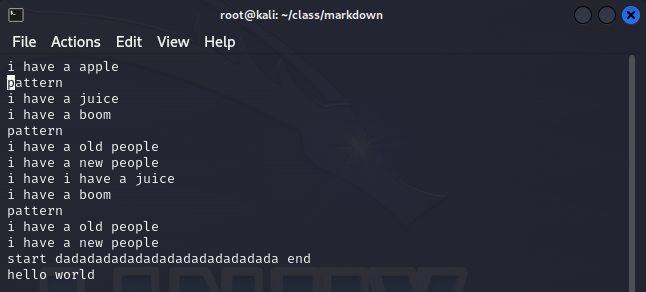 root@kali: ~/class/markdown
File Actions Edit View Help
i have a apple
pattern
i have a juice
i have a boom
pattern
i have a old people
i have a new people
i have i have a juice
i have a boom
pattern
i have a old people
i have a new people
start dadadadadadadadadadadadadada end
hello world